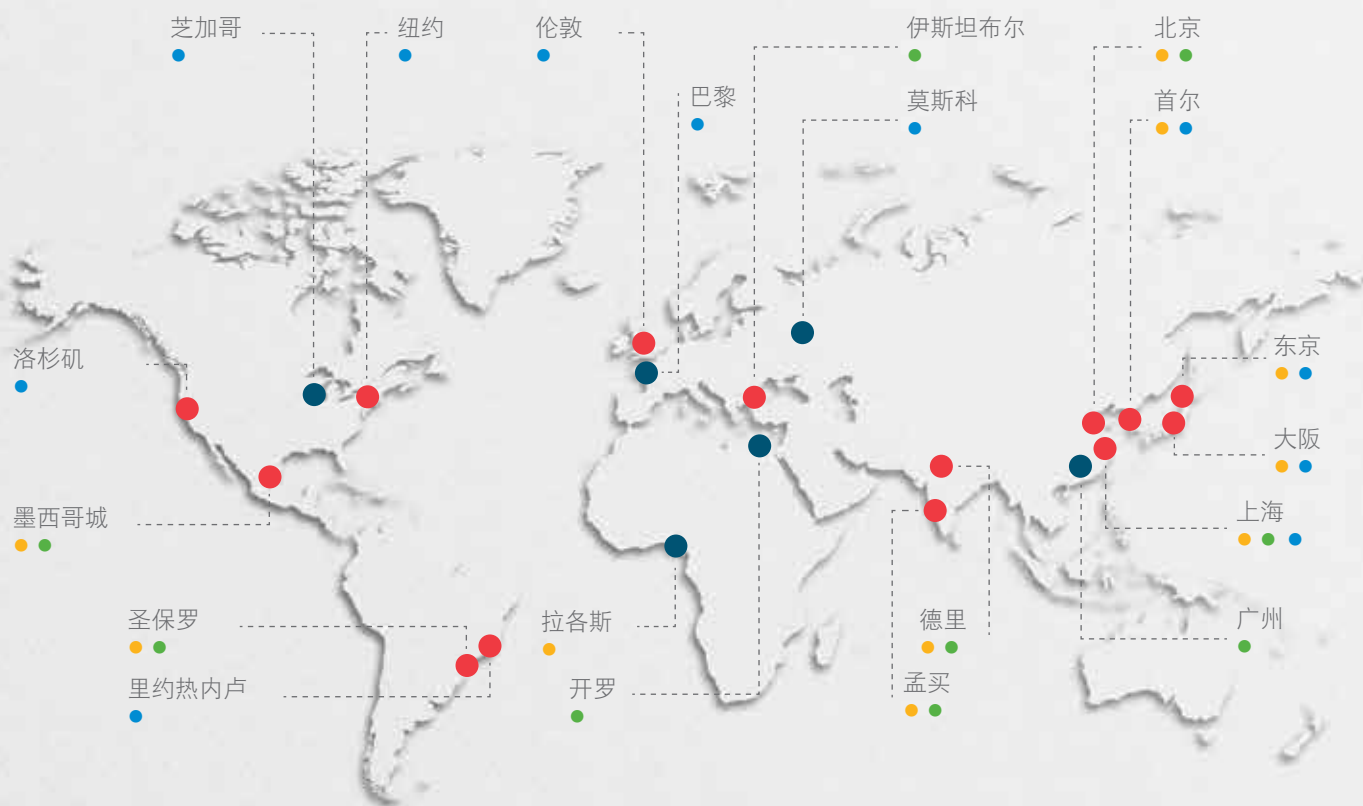 芝加哥
纽约
伦敦
伊斯坦布尔
北京
巴黎
莫斯科
首尔
洛杉矶
东京
大阪
墨西哥城
上海
圣保罗
拉各斯
德里
广州
里约热内卢
开罗
孟买